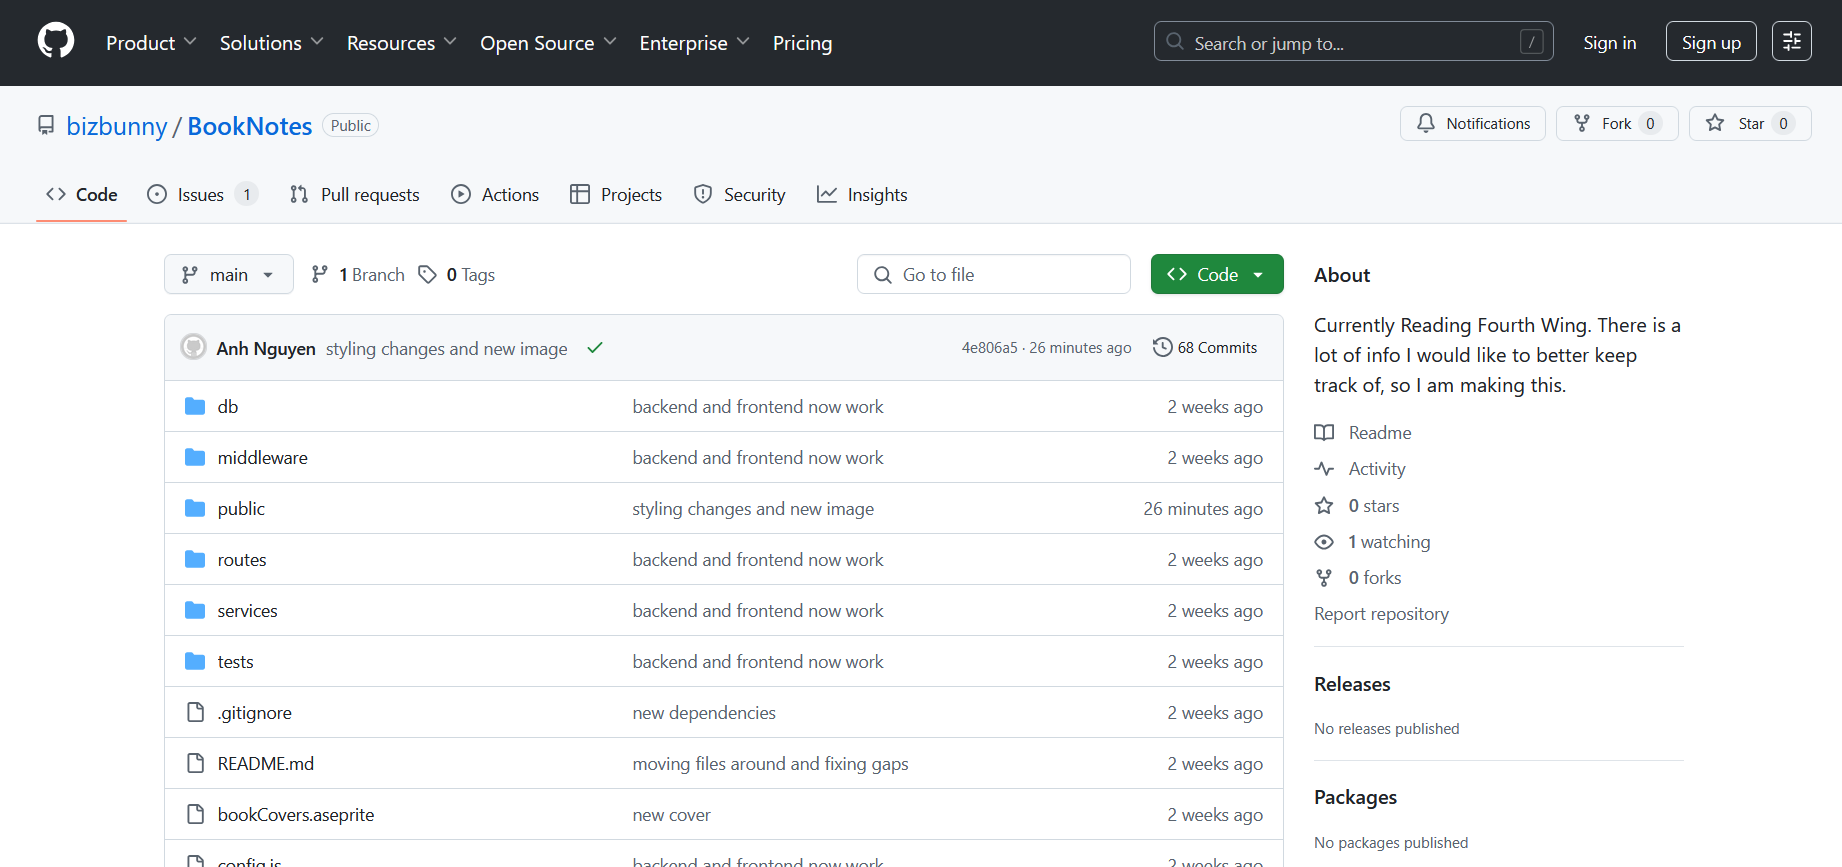 Product Solutions Resources Open Source Enterprise Pricing Search or jump to... / Sign in Sign up
bizbunny / BookNotes Public Notifications Fork 0 Star 0
Code Issues 1 Pull requests Actions Projects Security Insights
main 1 Branch 0 Tags Go to file Code
Anh Nguyen styling changes and new image 4e806a5 · 26 minutes ago 68 Commits
db backend and frontend now work 2 weeks ago
middleware backend and frontend now work 2 weeks ago
public styling changes and new image 26 minutes ago
routes backend and frontend now work 2 weeks ago
services backend and frontend now work 2 weeks ago
tests backend and frontend now work 2 weeks ago
.gitignore new dependencies 2 weeks ago
README.md moving files around and fixing gaps 2 weeks ago
bookCovers.aseprite new cover 2 weeks ago
config.js backend and frontend now work 2 weeks ago
About
Currently Reading Fourth Wing. There is a
lot of info I would like to better keep
track of, so I am making this.
Readme
Activity
0 stars
1 watching
0 forks
Report repository
Releases
No releases published
Packages
No packages published